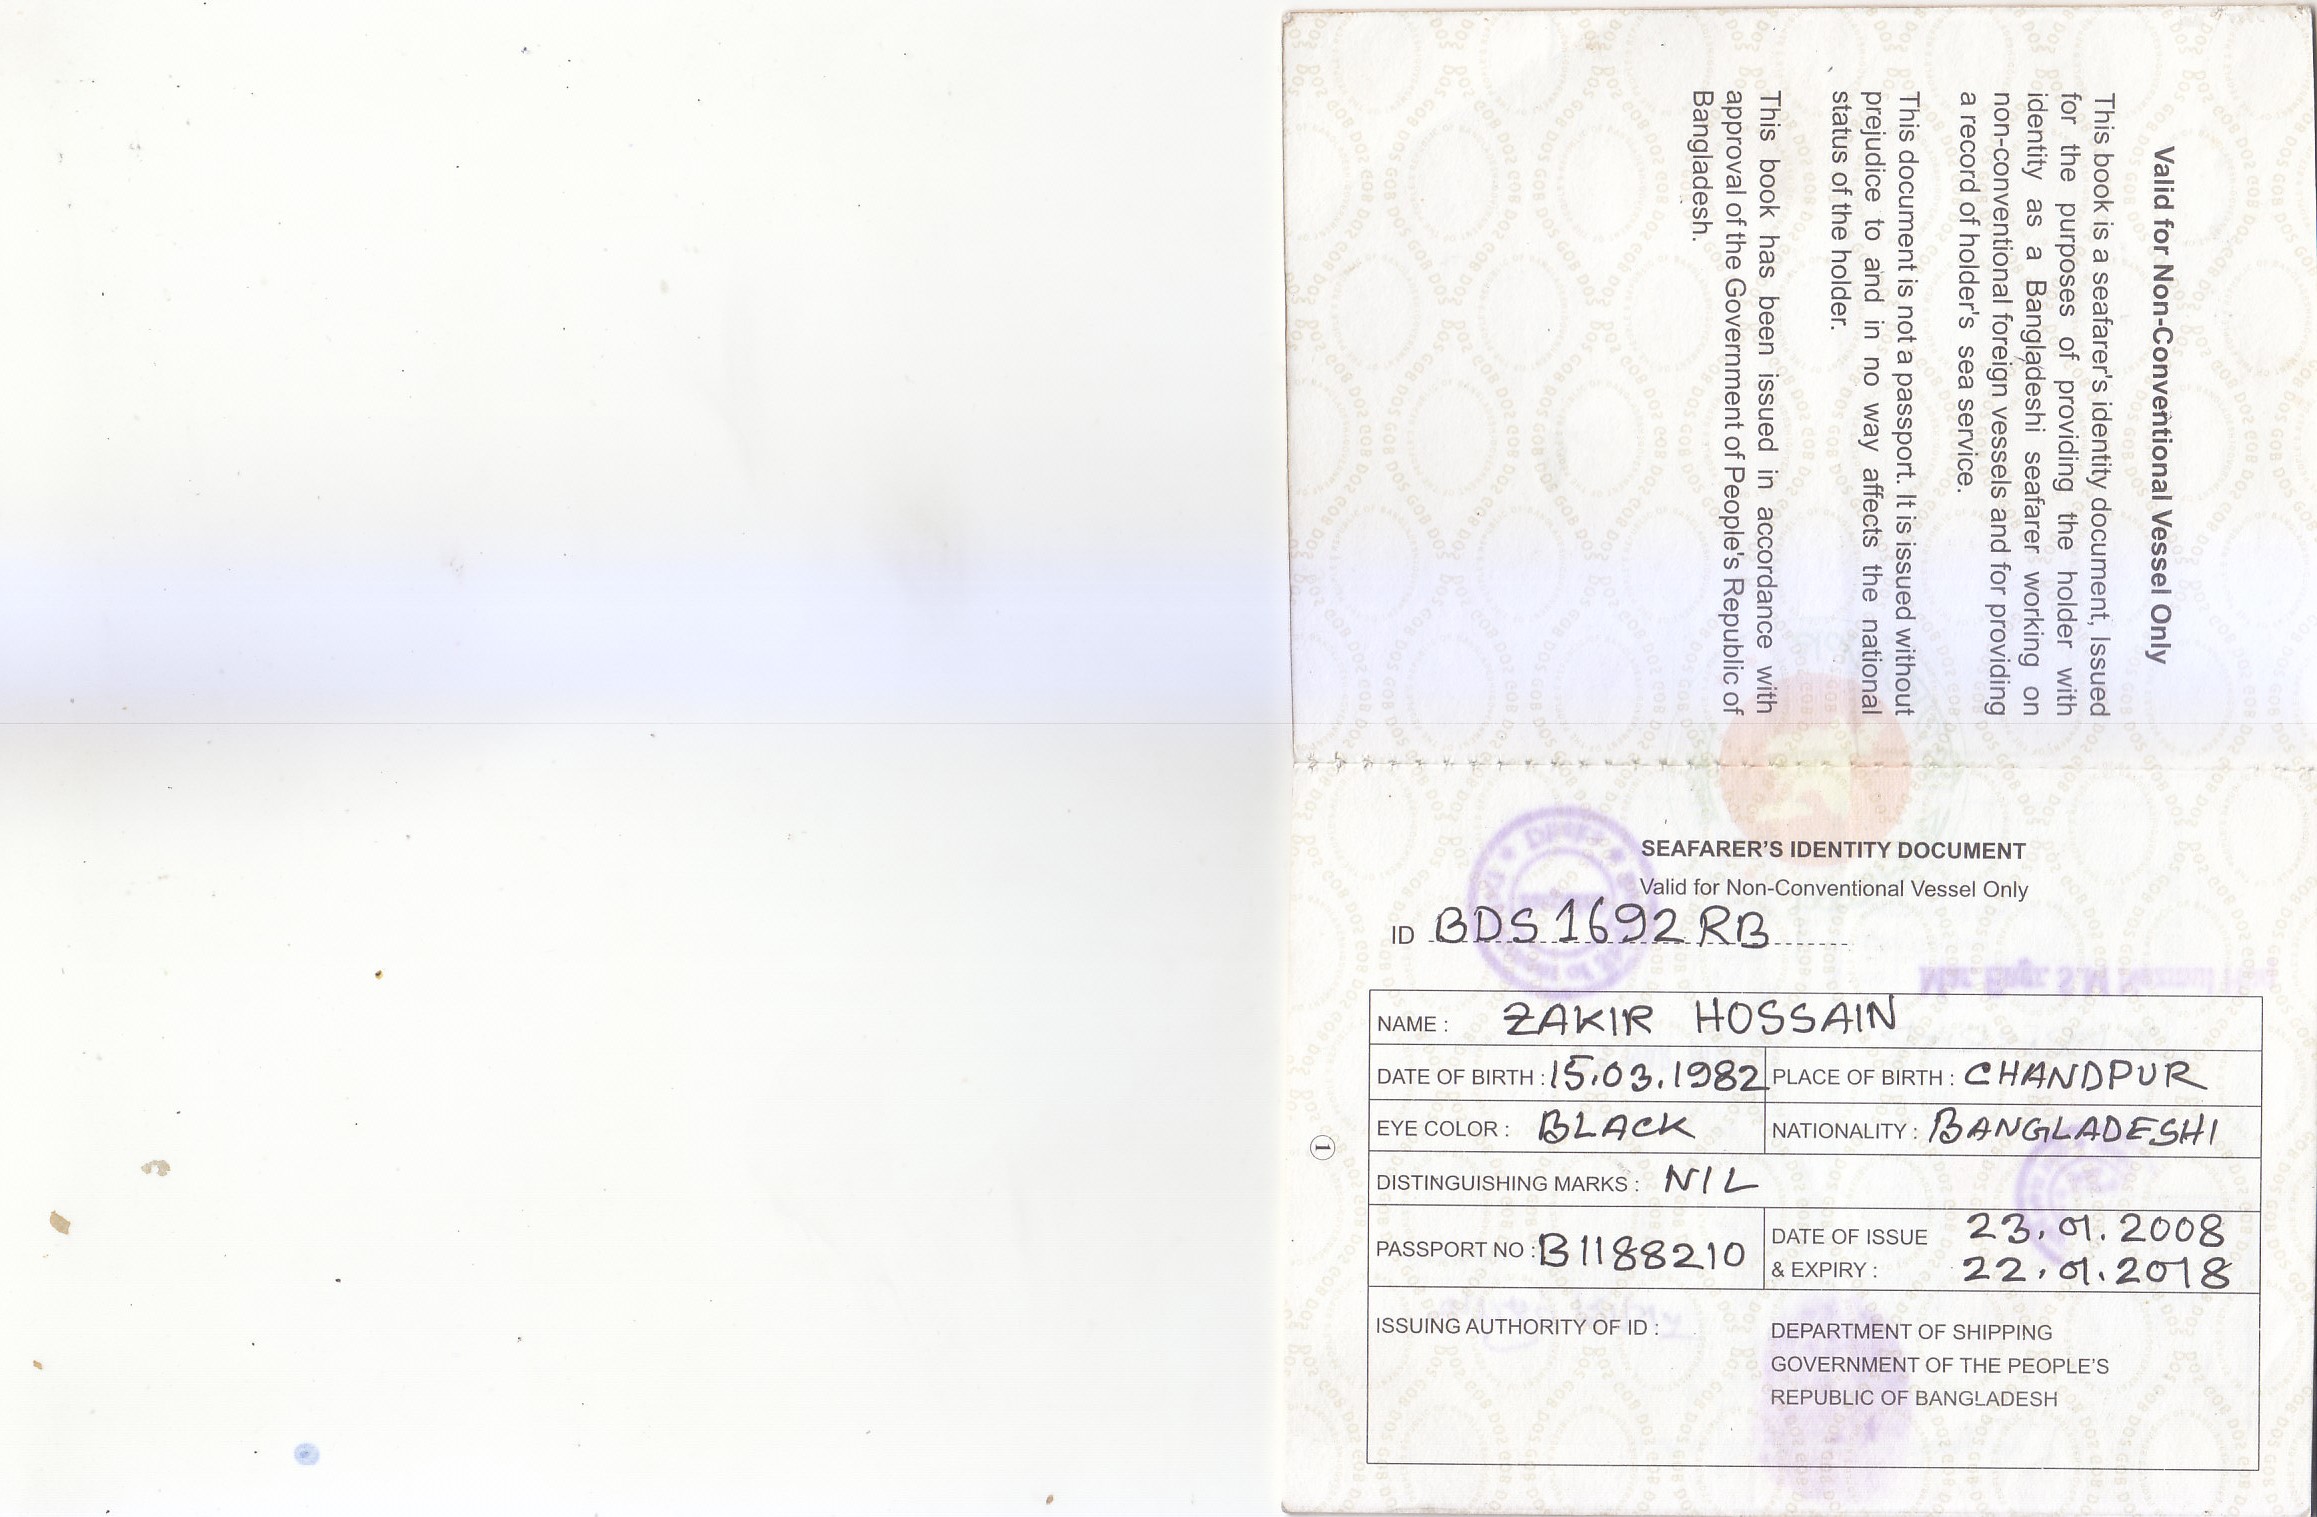 Valid for Non-Conventional Vessel Only
This book is a seafarer's identity document, Issued
for the purposes of providing the holder with
identity as a Bangladeshi seafarer working on
non-conventional foreign vessels and for providing
a record of holder's sea service.
This document is not a passport. It is issued without
prejudice to and in no way affects the national
status of the holder.
This book has been issued in accordance with
approval of the Government of People's Republic of
Bangladesh.
SEAFARER'S IDENTITY DOCUMENT
Valid for Non-Conventional Vessel Only
ID BDS 1692 RB
NAME : ZAKIR HOSSAIN
DATE OF BIRTH : 15.03.1982 PLACE OF BIRTH : CHANDPUR
EYE COLOR : BLACK NATIONALITY : BANGLADESHI
DISTINGUISHING MARKS : NIL
PASSPORT NO : B1188210 DATE OF ISSUE 23.01.2008
& EXPIRY : 22.01.2018
ISSUING AUTHORITY OF ID : DEPARTMENT OF SHIPPING
GOVERNMENT OF THE PEOPLE'S
REPUBLIC OF BANGLADESH
1